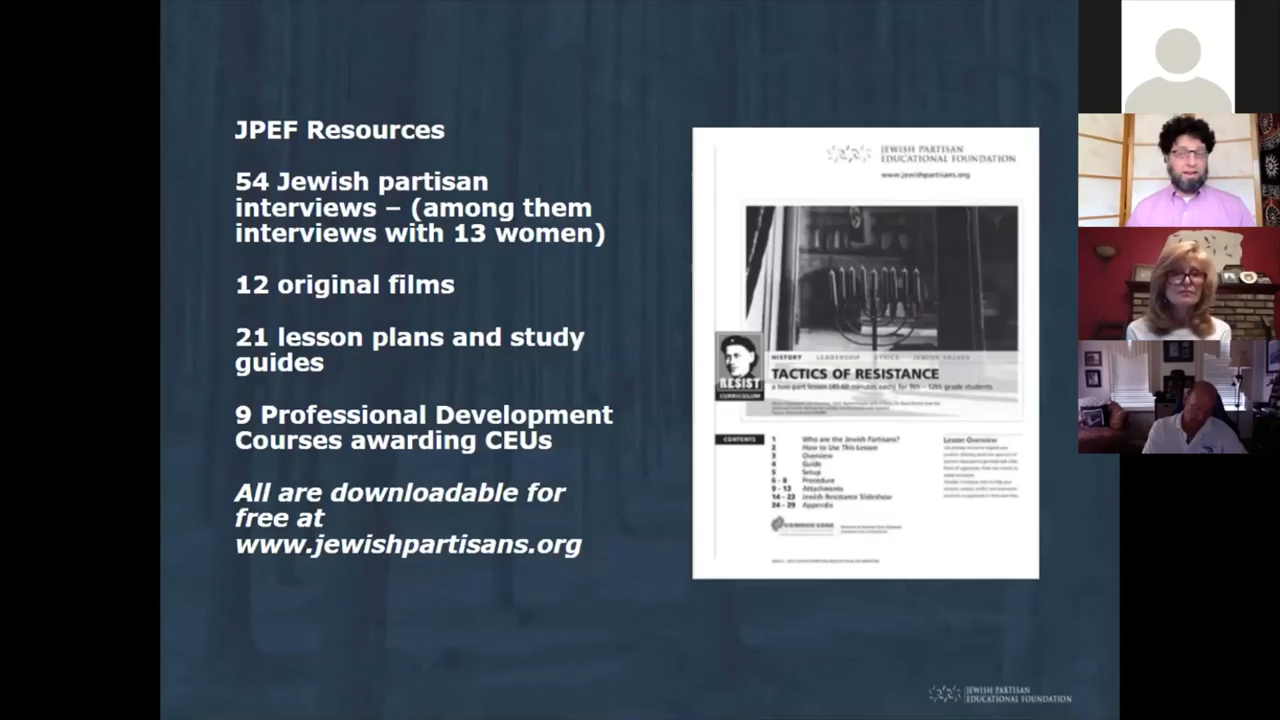 JPEF Resources
54 Jewish partisan
interviews – (among them
interviews with 13 women)
12 original films
21 lesson plans and study
guides
9 Professional Development
Courses awarding CEUs
All are downloadable for
free at
www.jewishpartisans.org
JEWISH PARTISAN
EDUCATIONAL FOUNDATION
www.jewishpartisans.org
HISTORY LEADERSHIP ETHICS JEWISH VALUES
TACTICS OF RESISTANCE
a two part lesson (45-60 minutes each) for 9th - 12th grade students
RESIST
CURRICULUM
CONTENTS
1 Who are the Jewish Partisans?
2 How to Use This Lesson
3 Overview
4 Guide
5 Setup
6 - 8 Procedure
9 - 13 Attachments
14 - 23 Jewish Resistance Slideshow
24 - 29 Appendix
Lesson Overview
COMMON CORE
JEWISH PARTISAN
EDUCATIONAL FOUNDATION